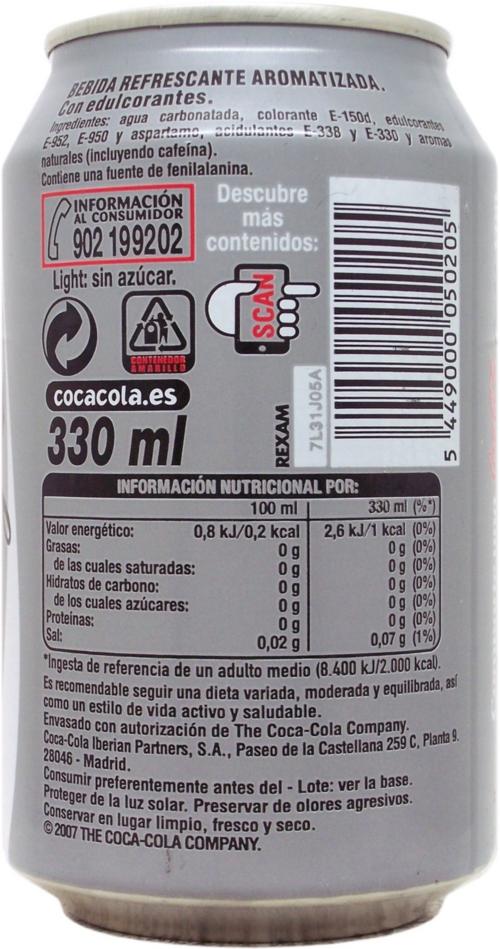 BEBIDA REFRESCANTE AROMATIZADA.
Con edulcorantes.
Ingredientes: agua carbonatada, colorante E-150d, edulcorantes
E-952, E-950 y aspartamo, acidulantes E-338 y E-330 y aromas
naturales (incluyendo cafeína).
Contiene una fuente de fenilalanina.
INFORMACIÓN
AL CONSUMIDOR
902 199202
Light: sin azúcar.
Descubre
más
contenidos:
SCAN
CONTENEDOR
AMARILLO
cocacola.es
330 ml
REXAM
7L31J05A
5 449000 050205
INFORMACIÓN NUTRICIONAL POR:
100 ml 330 ml (%*)
Valor energético: 0,8 kJ/0,2 kcal 2,6 kJ/1 kcal (0%)
Grasas: 0 g 0 g (0%)
de las cuales saturadas: 0 g 0 g (0%)
Hidratos de carbono: 0 g 0 g (0%)
de los cuales azúcares: 0 g 0 g (0%)
Proteínas: 0 g 0 g (0%)
Sal: 0,02 g 0,07 g (1%)
*Ingesta de referencia de un adulto medio (8.400 kJ/2.000 kcal).
Es recomendable seguir una dieta variada, moderada y equilibrada, así
como un estilo de vida activo y saludable.
Envasado con autorización de The Coca-Cola Company.
Coca-Cola Iberian Partners, S.A., Paseo de la Castellana 259 C, Planta 9.
28046 - Madrid.
Consumir preferentemente antes del - Lote: ver la base.
Proteger de la luz solar. Preservar de olores agresivos.
Conservar en lugar limpio, fresco y seco.
© 2007 THE COCA-COLA COMPANY.